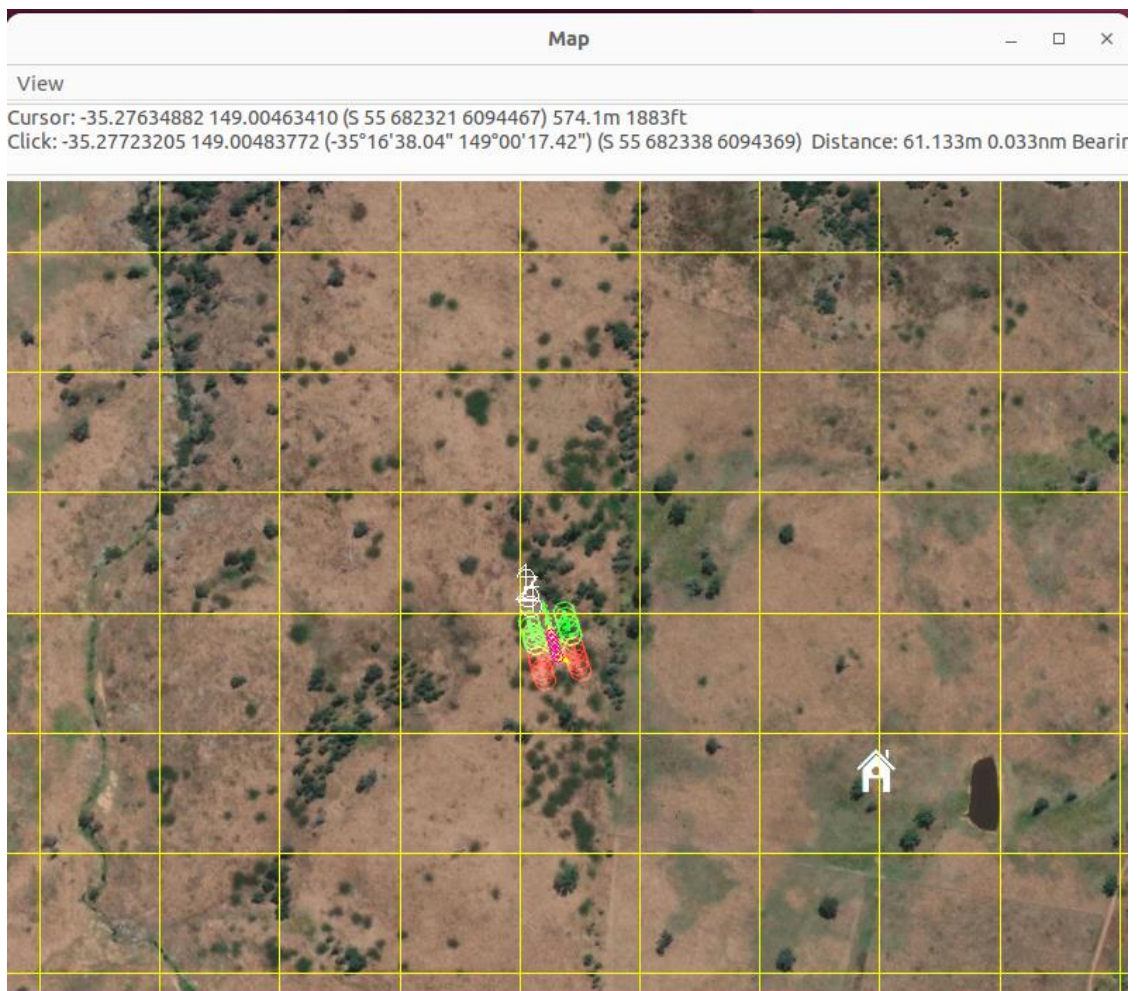 Map
View
Cursor: -35.27634882 149.00463410 (S 55 682321 6094467) 574.1m 1883ft
Click: -35.27723205 149.00483772 (-35°16'38.04" 149°00'17.42") (S 55 682338 6094369) Distance: 61.133m 0.033nm